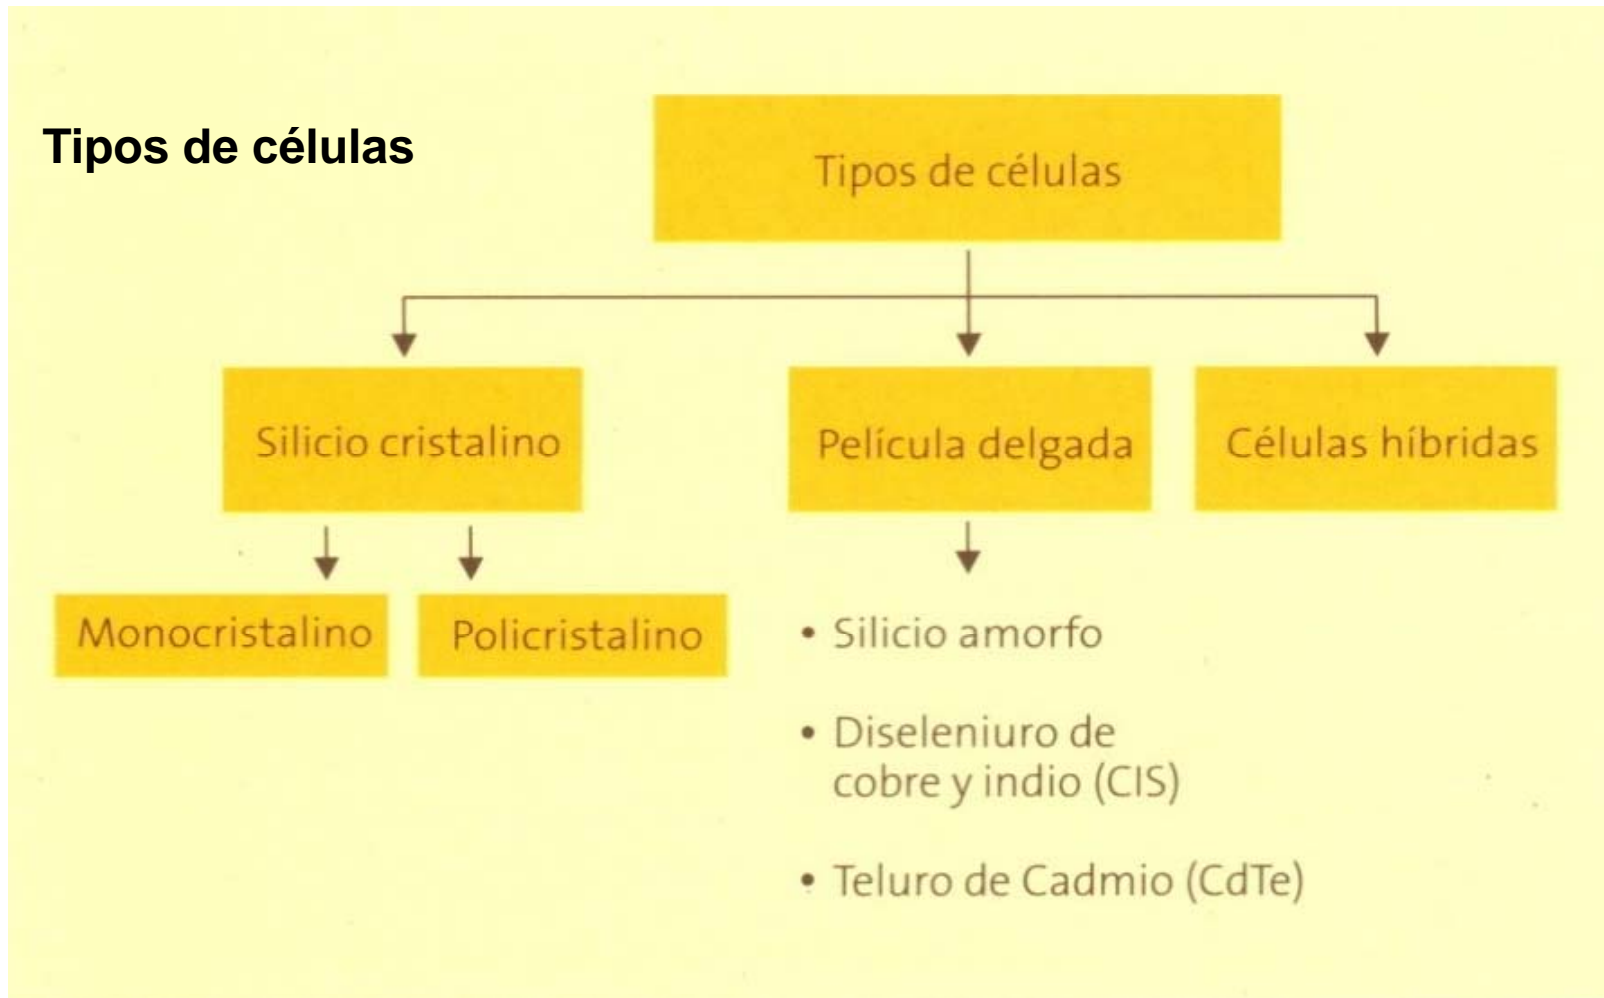 Tipos de células
Tipos de células
Silicio cristalino
Película delgada
Células híbridas
Monocristalino
Policristalino
• Silicio amorfo
• Diseleniuro de
cobre y indio (CIS)
• Teluro de Cadmio (CdTe)